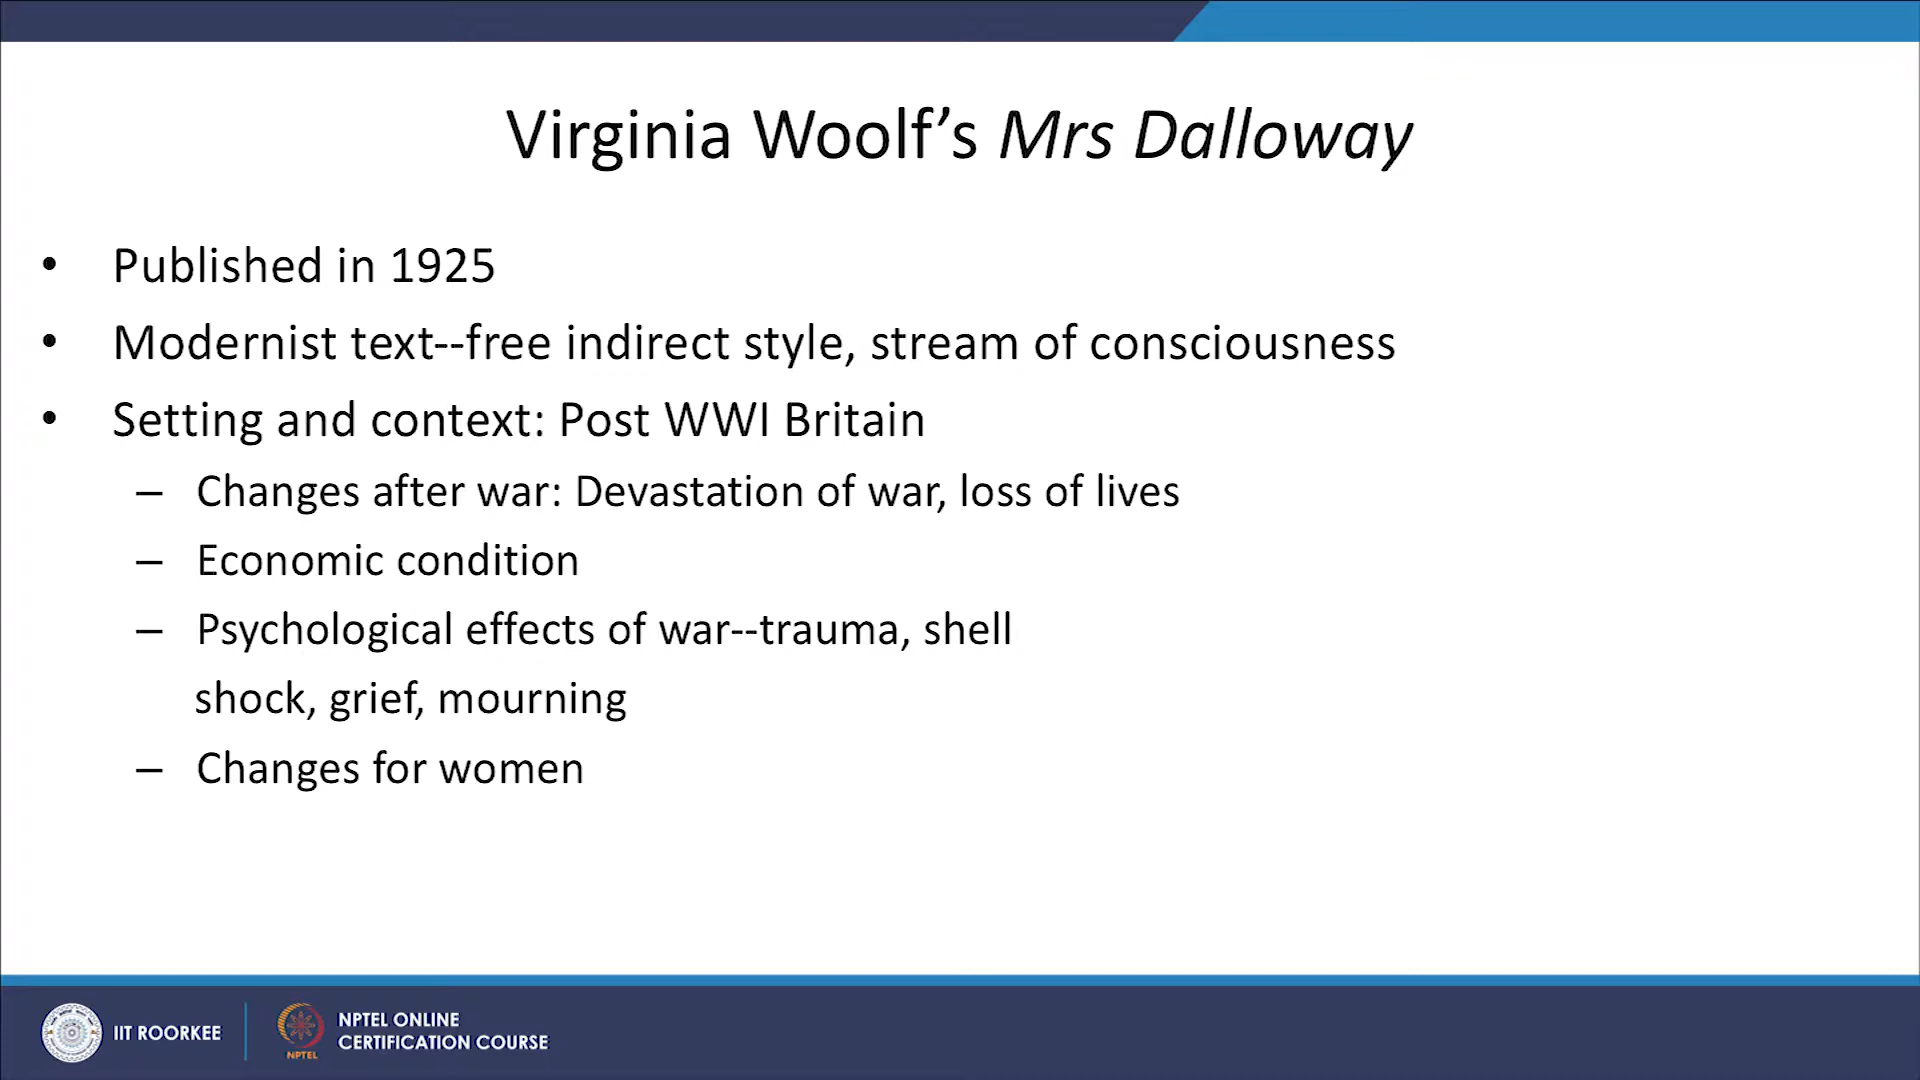 Virginia Woolf’s Mrs Dalloway
• Published in 1925
• Modernist text--free indirect style, stream of consciousness
• Setting and context: Post WWI Britain
– Changes after war: Devastation of war, loss of lives
– Economic condition
– Psychological effects of war--trauma, shell
shock, grief, mourning
– Changes for women
IIT ROORKEE
NPTEL
NPTEL ONLINE
CERTIFICATION COURSE